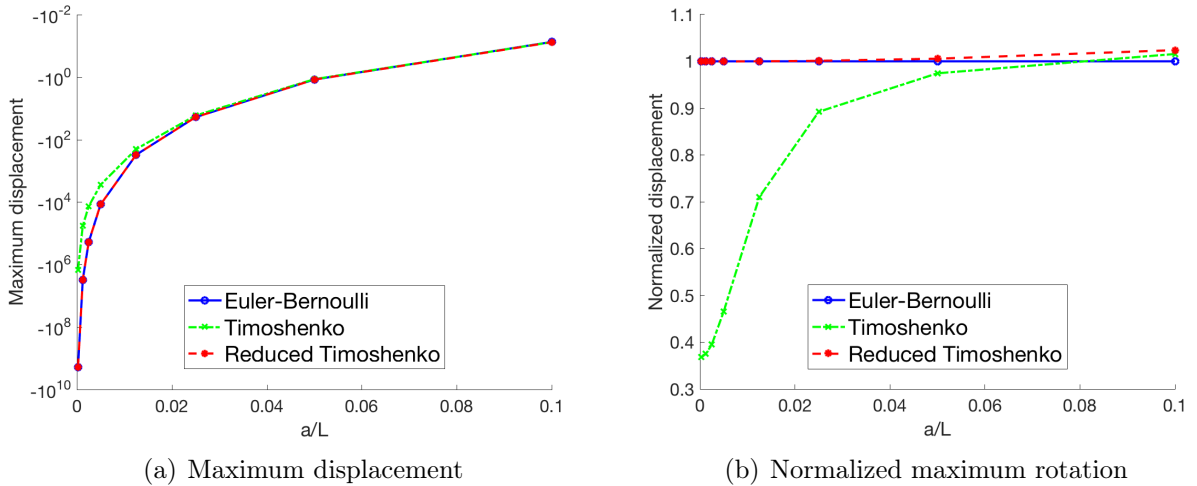 -10^-2
-10^0
-10^2
-10^4
-10^6
-10^8
-10^10
Maximum displacement
0
0.02
0.04
0.06
0.08
0.1
a/L
Euler-Bernoulli
Timoshenko
Reduced Timoshenko
(a) Maximum displacement
1.1
1
0.9
0.8
0.7
0.6
0.5
0.4
0.3
Normalized displacement
0
0.02
0.04
0.06
0.08
0.1
a/L
Euler-Bernoulli
Timoshenko
Reduced Timoshenko
(b) Normalized maximum rotation